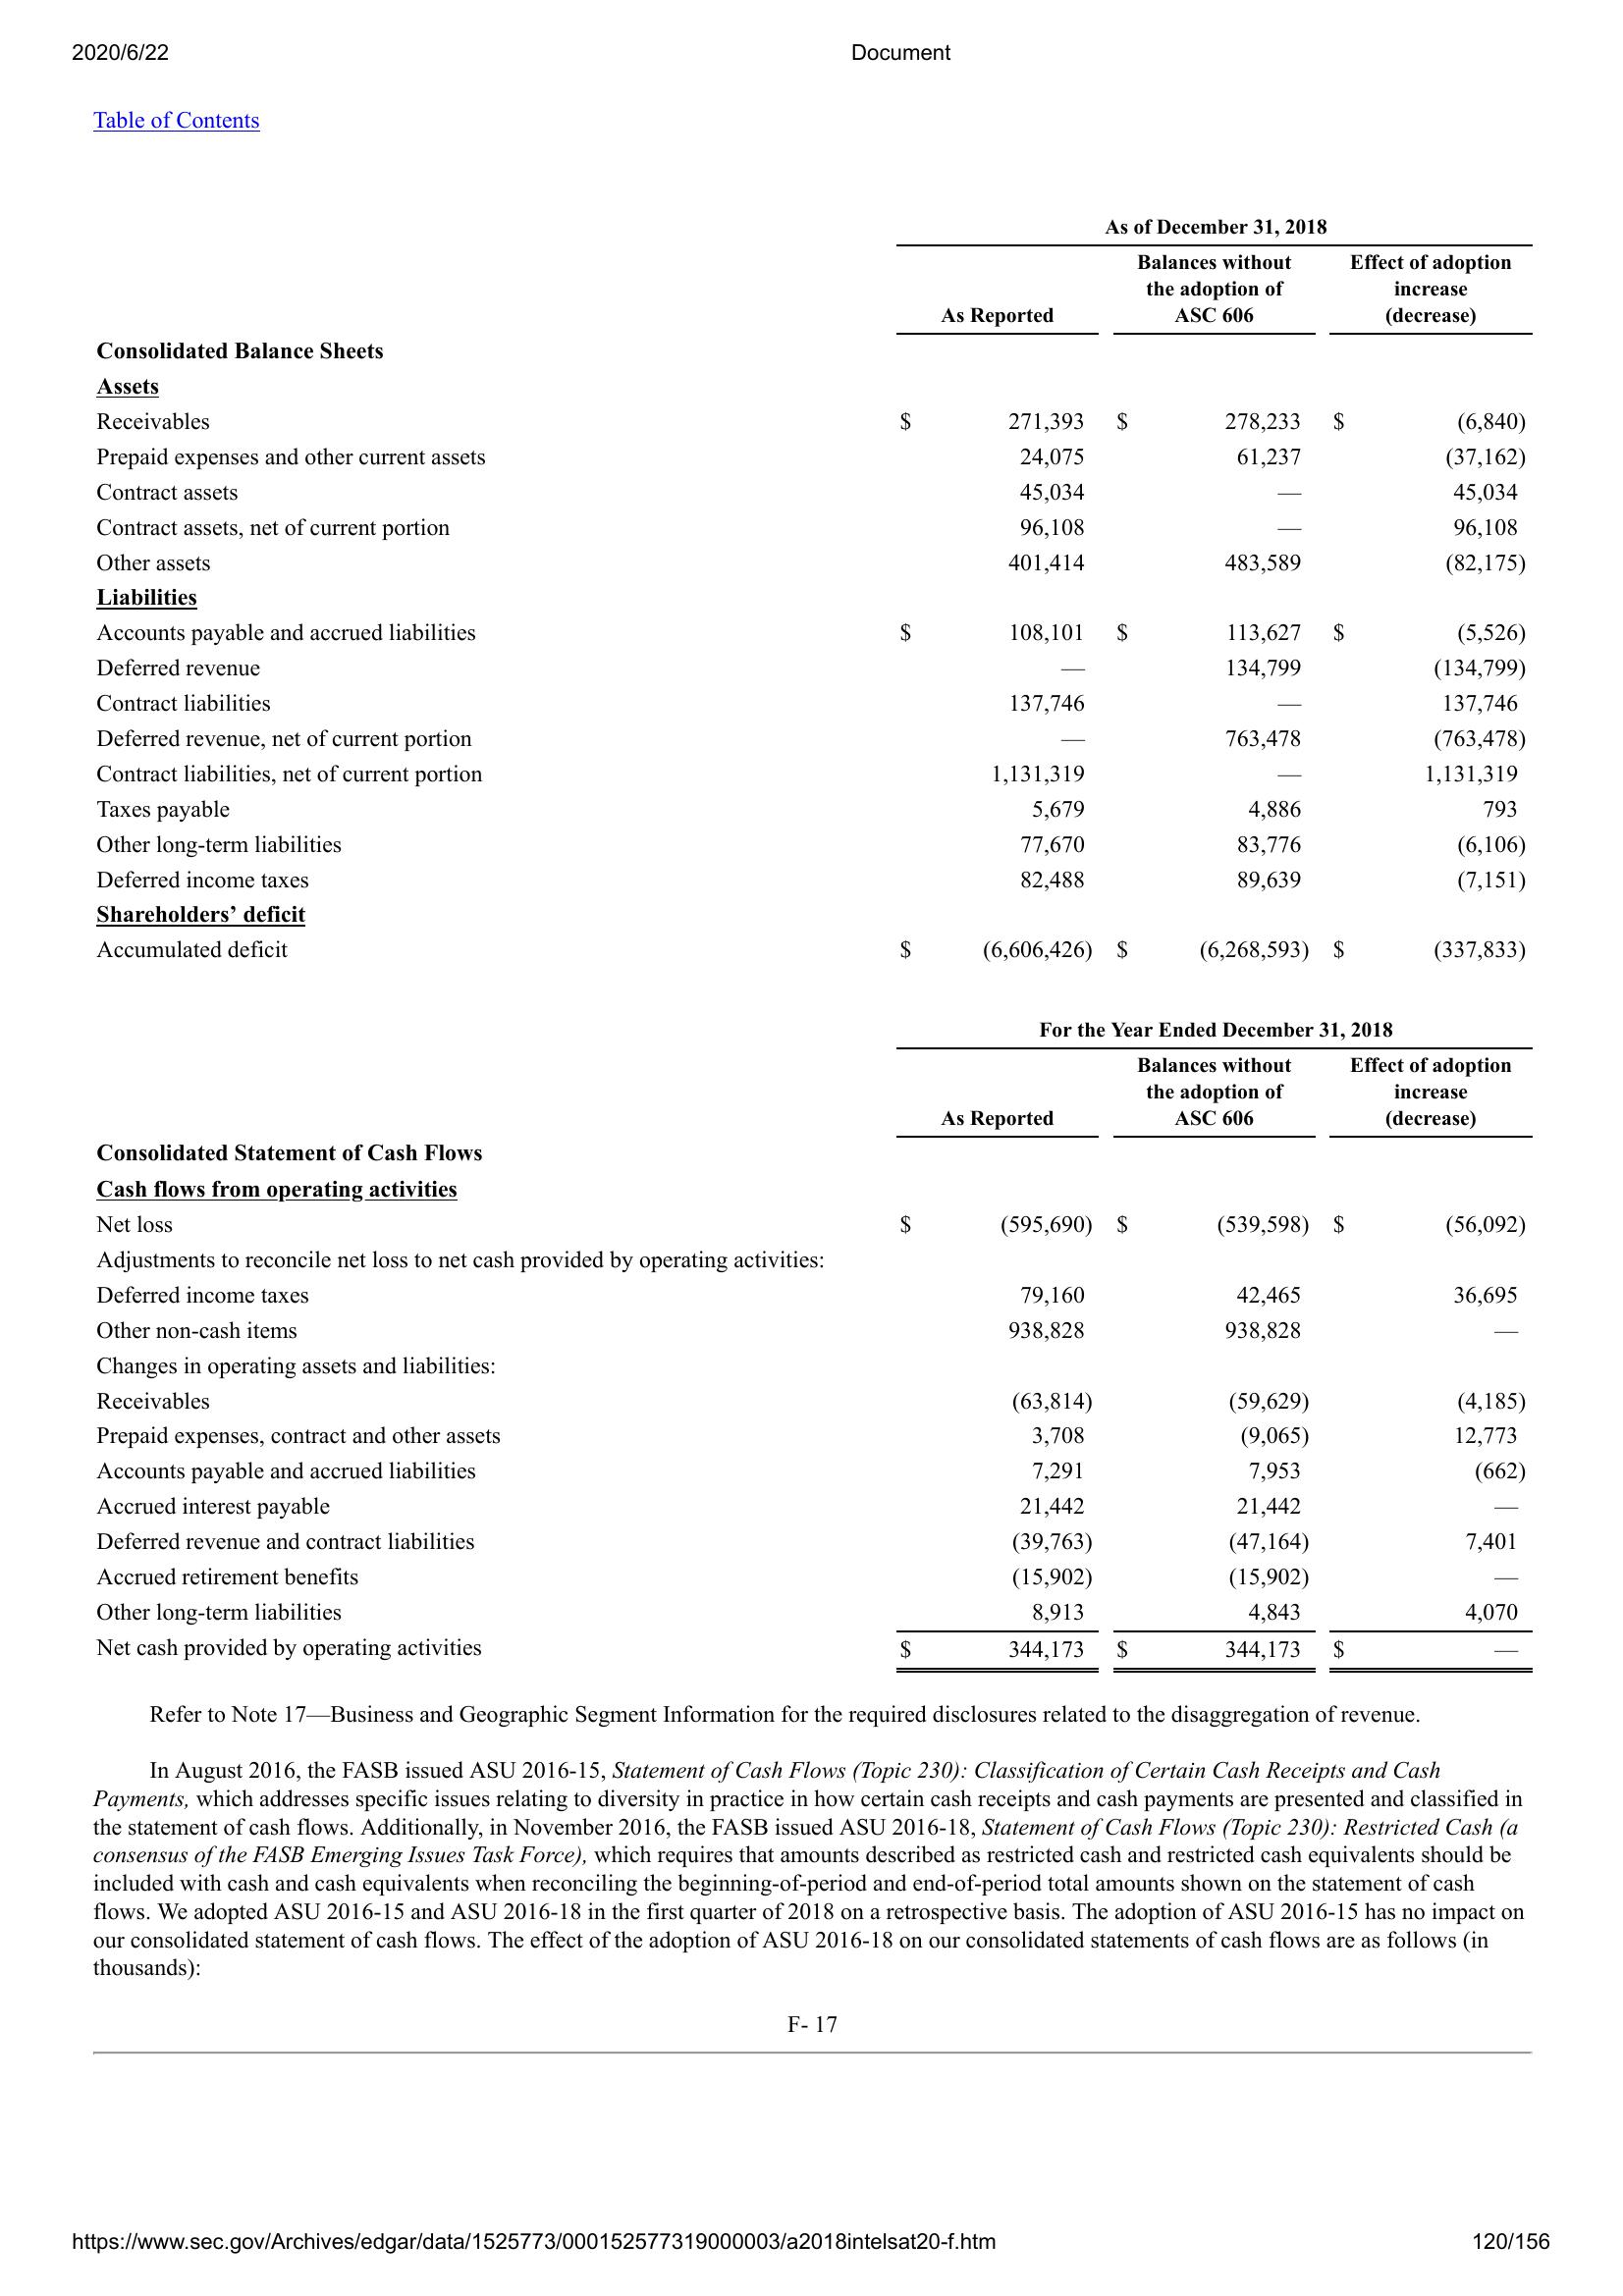 2020/6/22 Document
Table of Contents
As of December 31, 2018
As Reported Balances without the adoption of ASC 606 Effect of adoption increase (decrease)
Consolidated Balance Sheets
Assets
Receivables $ 271,393 $ 278,233 $ (6,840)
Prepaid expenses and other current assets 24,075 61,237 (37,162)
Contract assets 45,034 — 45,034
Contract assets, net of current portion 96,108 — 96,108
Other assets 401,414 483,589 (82,175)
Liabilities
Accounts payable and accrued liabilities $ 108,101 $ 113,627 $ (5,526)
Deferred revenue — 134,799 (134,799)
Contract liabilities 137,746 — 137,746
Deferred revenue, net of current portion — 763,478 (763,478)
Contract liabilities, net of current portion 1,131,319 — 1,131,319
Taxes payable 5,679 4,886 793
Other long-term liabilities 77,670 83,776 (6,106)
Deferred income taxes 82,488 89,639 (7,151)
Shareholders’ deficit
Accumulated deficit $ (6,606,426) $ (6,268,593) $ (337,833)
For the Year Ended December 31, 2018
As Reported Balances without the adoption of ASC 606 Effect of adoption increase (decrease)
Consolidated Statement of Cash Flows
Cash flows from operating activities
Net loss $ (595,690) $ (539,598) $ (56,092)
Adjustments to reconcile net loss to net cash provided by operating activities:
Deferred income taxes 79,160 42,465 36,695
Other non-cash items 938,828 938,828 —
Changes in operating assets and liabilities:
Receivables (63,814) (59,629) (4,185)
Prepaid expenses, contract and other assets 3,708 (9,065) 12,773
Accounts payable and accrued liabilities 7,291 7,953 (662)
Accrued interest payable 21,442 21,442 —
Deferred revenue and contract liabilities (39,763) (47,164) 7,401
Accrued retirement benefits (15,902) (15,902) —
Other long-term liabilities 8,913 4,843 4,070
Net cash provided by operating activities $ 344,173 $ 344,173 $ —
Refer to Note 17—Business and Geographic Segment Information for the required disclosures related to the disaggregation of revenue.
In August 2016, the FASB issued ASU 2016-15, Statement of Cash Flows (Topic 230): Classification of Certain Cash Receipts and Cash
Payments, which addresses specific issues relating to diversity in practice in how certain cash receipts and cash payments are presented and classified in
the statement of cash flows. Additionally, in November 2016, the FASB issued ASU 2016-18, Statement of Cash Flows (Topic 230): Restricted Cash (a
consensus of the FASB Emerging Issues Task Force), which requires that amounts described as restricted cash and restricted cash equivalents should be
included with cash and cash equivalents when reconciling the beginning-of-period and end-of-period total amounts shown on the statement of cash
flows. We adopted ASU 2016-15 and ASU 2016-18 in the first quarter of 2018 on a retrospective basis. The adoption of ASU 2016-15 has no impact on
our consolidated statement of cash flows. The effect of the adoption of ASU 2016-18 on our consolidated statements of cash flows are as follows (in
thousands):
F- 17
https://www.sec.gov/Archives/edgar/data/1525773/000152577319000003/a2018intelsat20-f.htm 120/156